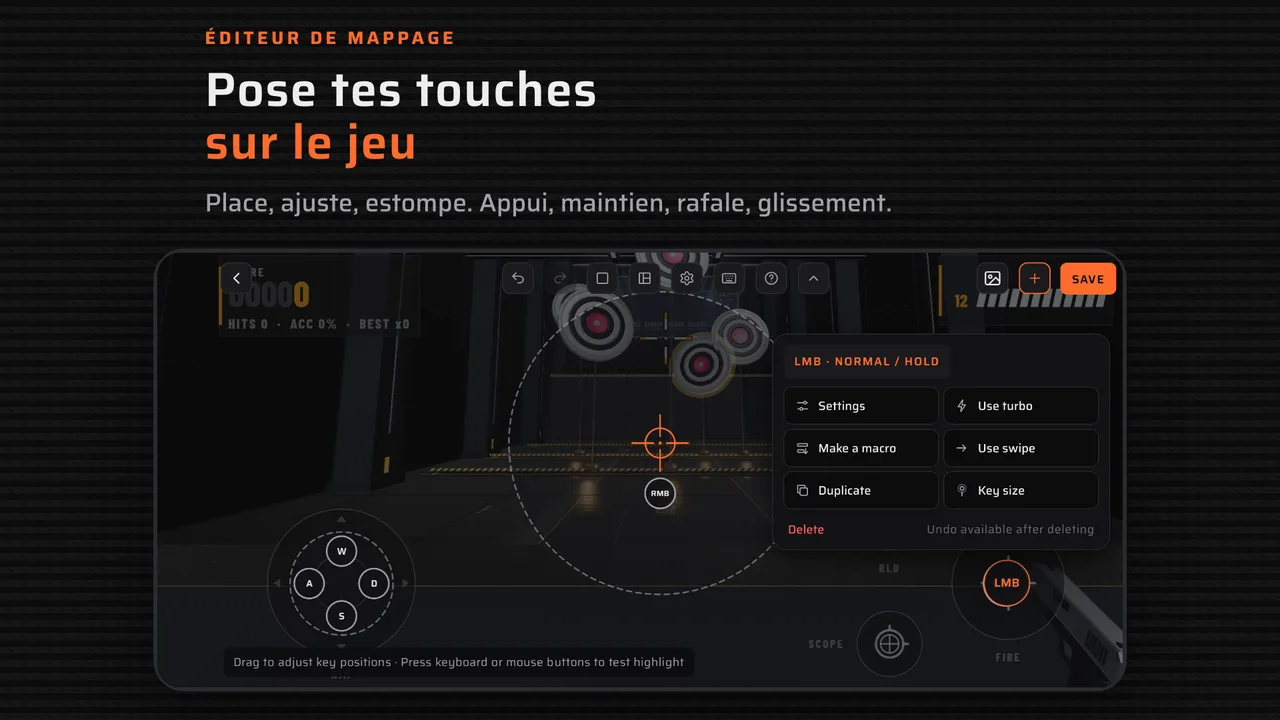 ÉDITEUR DE MAPPAGE
Pose tes touches
sur le jeu
Place, ajuste, estompe. Appui, maintien, rafale, glissement.
SAVE
12
HITS 0 · ACC 0% · BEST x0
LMB · NORMAL / HOLD
Settings
Use turbo
Make a macro
Use swipe
Duplicate
Key size
Delete
Undo available after deleting
RMB
W
A
D
S
RLD
LMB
SCOPE
FIRE
Drag to adjust key positions · Press keyboard or mouse buttons to test highlight